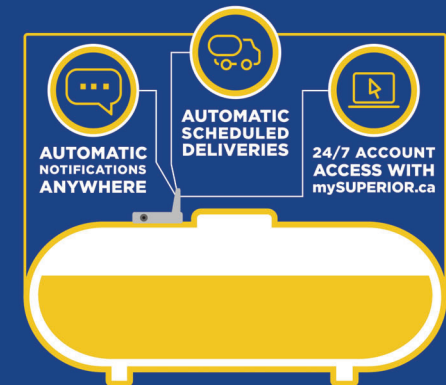 AUTOMATIC
NOTIFICATIONS
ANYWHERE
AUTOMATIC
SCHEDULED
DELIVERIES
24/7 ACCOUNT
ACCESS WITH
mySUPERIOR.ca